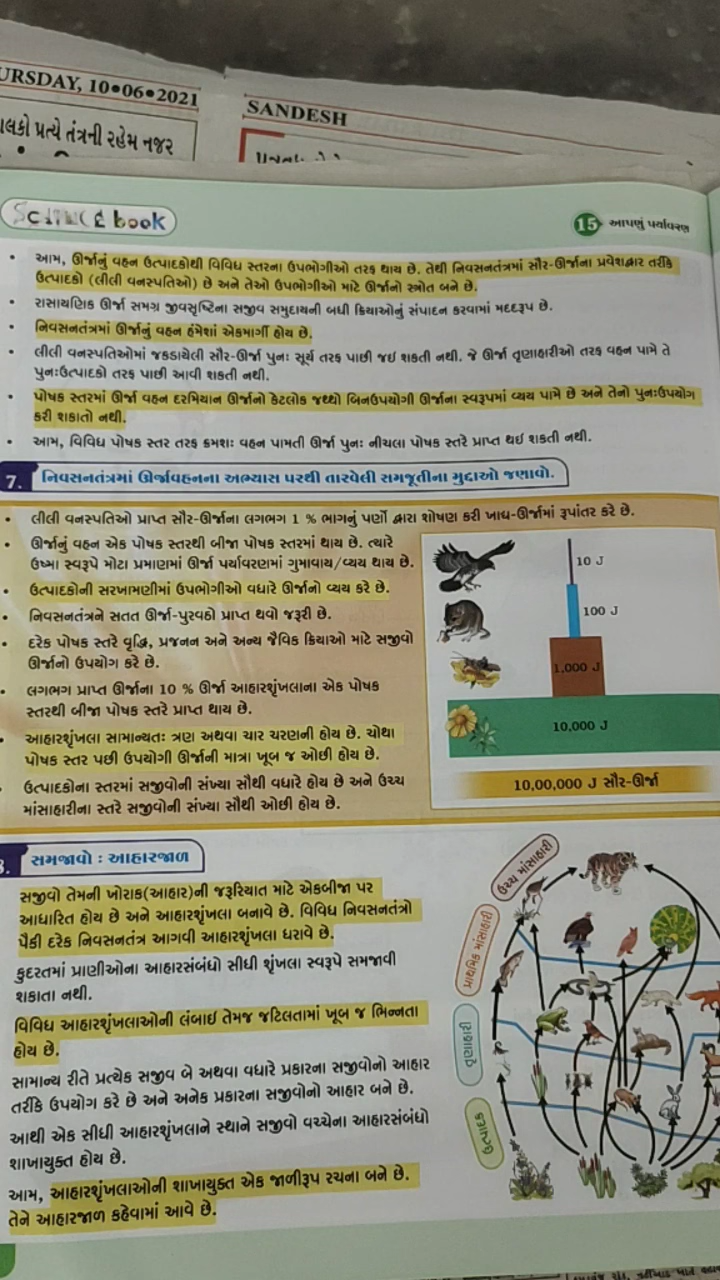 URSDAY, 10•06•2021
SANDESH
લકો પ્રત્યે તંત્રની રહેમ નજર
SCIENCE book
15 આપણું પર્યાવરણ
• આમ, ઊર્જાનું વહન ઉત્પાદકોથી વિવિધ સ્તરના ઉપભોગીઓ તરફ થાય છે. તેથી નિવસનતંત્રમાં સૌર-ઊર્જાના પ્રવેશદ્વાર તરીકે
ઉત્પાદકો (લીલી વનસ્પતિઓ) છે અને તેઓ ઉપભોગીઓ માટે ઊર્જાનો સ્ત્રોત બને છે.
• રાસાયણિક ઊર્જા સમગ્ર જીવસૃષ્ટિના સજીવ સમુદાયની બધી ક્રિયાઓનું સંપાદન કરવામાં મદદરૂપ છે.
• નિવસનતંત્રમાં ઊર્જાનું વહન હંમેશાં એકમાર્ગી હોય છે.
• લીલી વનસ્પતિઓમાં જકડાયેલી સૌર-ઊર્જા પુનઃ સૂર્ય તરફ પાછી જઈ શકતી નથી. જે ઊર્જા તૃણાહારીઓ તરફ વહન પામે તે
પુનઃઉત્પાદકો તરફ પાછી આવી શકતી નથી.
• પોષક સ્તરમાં ઊર્જા વહન દરમિયાન ઊર્જાનો કેટલોક જથ્થો બિનઉપયોગી ઊર્જાના સ્વરૂપમાં વ્યય પામે છે અને તેનો પુનઃઉપયોગ
કરી શકાતો નથી.
• આમ, વિવિધ પોષક સ્તર તરફ ક્રમશઃ વહન પામતી ઊર્જા પુનઃ નીચલા પોષક સ્તરે પ્રાપ્ત થઈ શકતી નથી.
7. નિવસનતંત્રમાં ઊર્જાવહનના અભ્યાસ પરથી તારવેલી સમજૂતીના મુદ્દાઓ જણાવો.
• લીલી વનસ્પતિઓ પ્રાપ્ત સૌર-ઊર્જાના લગભગ 1 % ભાગનું પર્ણો દ્વારા શોષણ કરી ખાદ્ય-ઊર્જામાં રૂપાંતર કરે છે.
• ઊર્જાનું વહન એક પોષક સ્તરથી બીજા પોષક સ્તરમાં થાય છે. ત્યારે
ઉષ્મા સ્વરૂપે મોટા પ્રમાણમાં ઊર્જા પર્યાવરણમાં ગુમાવાય/વ્યય થાય છે.
• ઉત્પાદકોની સરખામણીમાં ઉપભોગીઓ વધારે ઊર્જાનો વ્યય કરે છે.
• નિવસનતંત્રને સતત ઊર્જા-પુરવઠો પ્રાપ્ત થવો જરૂરી છે.
• દરેક પોષક સ્તરે વૃદ્ધિ, પ્રજનન અને અન્ય જૈવિક ક્રિયાઓ માટે સજીવો
ઊર્જાનો ઉપયોગ કરે છે.
• લગભગ પ્રાપ્ત ઊર્જાના 10 % ઊર્જા આહારશૃંખલાના એક પોષક
સ્તરથી બીજા પોષક સ્તરે પ્રાપ્ત થાય છે.
• આહારશૃંખલા સામાન્યતઃ ત્રણ અથવા ચાર ચરણની હોય છે. ચોથા
પોષક સ્તર પછી ઉપયોગી ઊર્જાની માત્રા ખૂબ જ ઓછી હોય છે.
• ઉત્પાદકોના સ્તરમાં સજીવોની સંખ્યા સૌથી વધારે હોય છે અને ઉચ્ચ
માંસાહારીના સ્તરે સજીવોની સંખ્યા સૌથી ઓછી હોય છે.
10 J
100 J
1,000 J
10,000 J
10,00,000 J સૌર-ઊર્જા
8. સમજાવો : આહારજાળ
સજીવો તેમની ખોરાક(આહાર)ની જરૂરિયાત માટે એકબીજા પર
આધારિત હોય છે અને આહારશૃંખલા બનાવે છે. વિવિધ નિવસનતંત્રો
પૈકી દરેક નિવસનતંત્ર આગવી આહારશૃંખલા ધરાવે છે.
કુદરતમાં પ્રાણીઓના આહારસંબંધો સીધી શૃંખલા સ્વરૂપે સમજાવી
શકાતા નથી.
વિવિધ આહારશૃંખલાઓની લંબાઈ તેમજ જટિલતામાં ખૂબ જ ભિન્નતા
હોય છે.
સામાન્ય રીતે પ્રત્યેક સજીવ બે અથવા વધારે પ્રકારના સજીવોનો આહાર
તરીકે ઉપયોગ કરે છે અને અનેક પ્રકારના સજીવોનો આહાર બને છે.
આથી એક સીધી આહારશૃંખલાને સ્થાને સજીવો વચ્ચેના આહારસંબંધો
શાખાયુક્ત હોય છે.
આમ, આહારશૃંખલાઓની શાખાયુક્ત એક જાળીરૂપ રચના બને છે.
તેને આહારજાળ કહેવામાં આવે છે.
ઉચ્ચ માંસાહારી
પ્રાથમિક માંસાહારી
તૃણાહારી
ઉત્પાદક